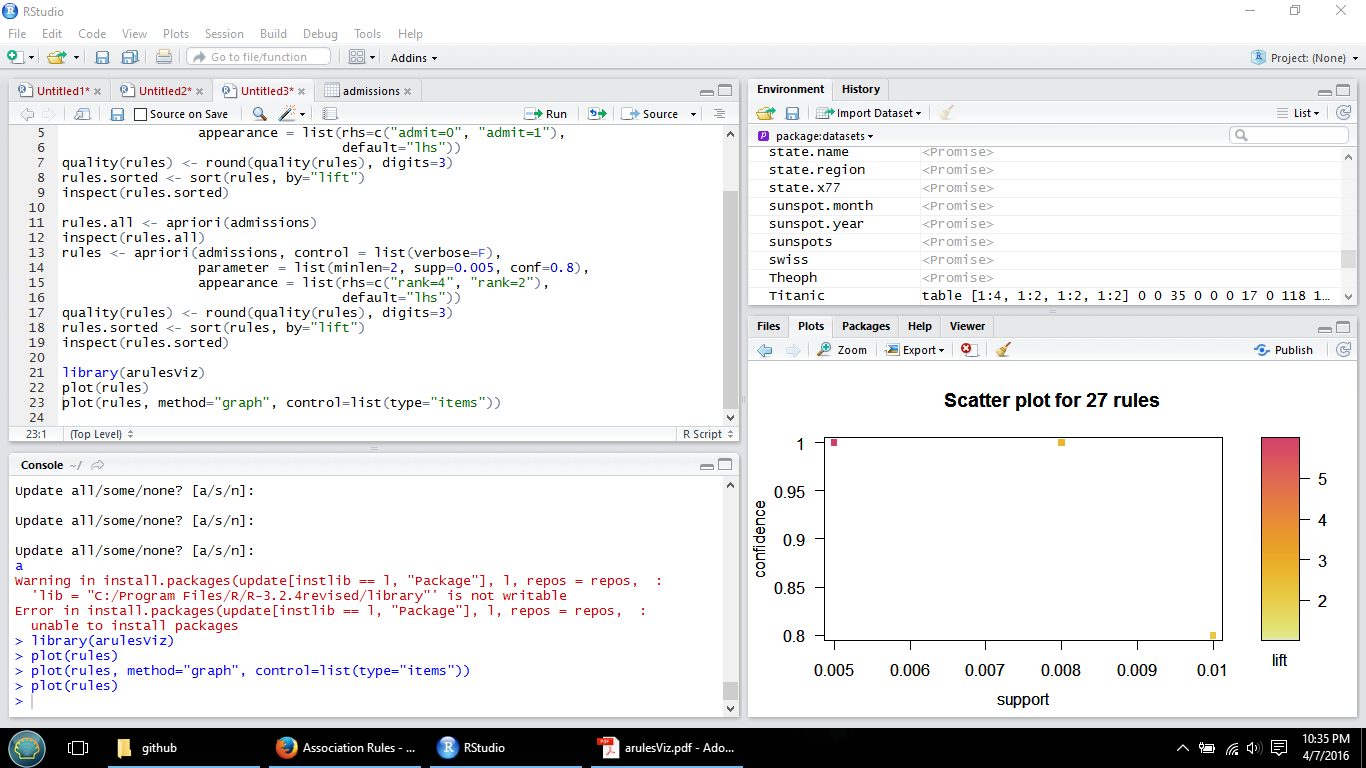 RStudio
File Edit Code View Plots Session Build Debug Tools Help
Go to file/function Addins Project: (None)
Untitled1* Untitled2* Untitled3* admissions
Source on Save Run Source
5 appearance = list(rhs=c("admit=0", "admit=1"),
6 default="lhs"))
7 quality(rules) <- round(quality(rules), digits=3)
8 rules.sorted <- sort(rules, by="lift")
9 inspect(rules.sorted)
10
11 rules.all <- apriori(admissions)
12 inspect(rules.all)
13 rules <- apriori(admissions, control = list(verbose=F),
14 parameter = list(minlen=2, supp=0.005, conf=0.8),
15 appearance = list(rhs=c("rank=4", "rank=2"),
16 default="lhs"))
17 quality(rules) <- round(quality(rules), digits=3)
18 rules.sorted <- sort(rules, by="lift")
19 inspect(rules.sorted)
20
21 library(arulesViz)
22 plot(rules)
23 plot(rules, method="graph", control=list(type="items"))
24
23:1 (Top Level) R Script
Console ~/
Update all/some/none? [a/s/n]:
Update all/some/none? [a/s/n]:
Update all/some/none? [a/s/n]:
a
Warning in install.packages(update[instlib == l, "Package"], l, repos = repos, :
'lib = "C:/Program Files/R/R-3.2.4revised/library"' is not writable
Error in install.packages(update[instlib == l, "Package"], l, repos = repos, :
unable to install packages
> library(arulesViz)
> plot(rules)
> plot(rules, method="graph", control=list(type="items"))
> plot(rules)
>
Environment History
Import Dataset List
package:datasets
state.name <Promise>
state.region <Promise>
state.x77 <Promise>
sunspot.month <Promise>
sunspot.year <Promise>
sunspots <Promise>
swiss <Promise>
Theoph <Promise>
Titanic table [1:4, 1:2, 1:2, 1:2] 0 0 35 0 0 0 17 0 118 1…
Files Plots Packages Help Viewer
Zoom Export Publish
Scatter plot for 27 rules
1
0.95
0.9
0.85
0.8
confidence
0.005 0.006 0.007 0.008 0.009 0.01
support
5
4
3
2
lift
github Association Rules - ... RStudio arulesViz.pdf - Ado... 10:35 PM
4/7/2016